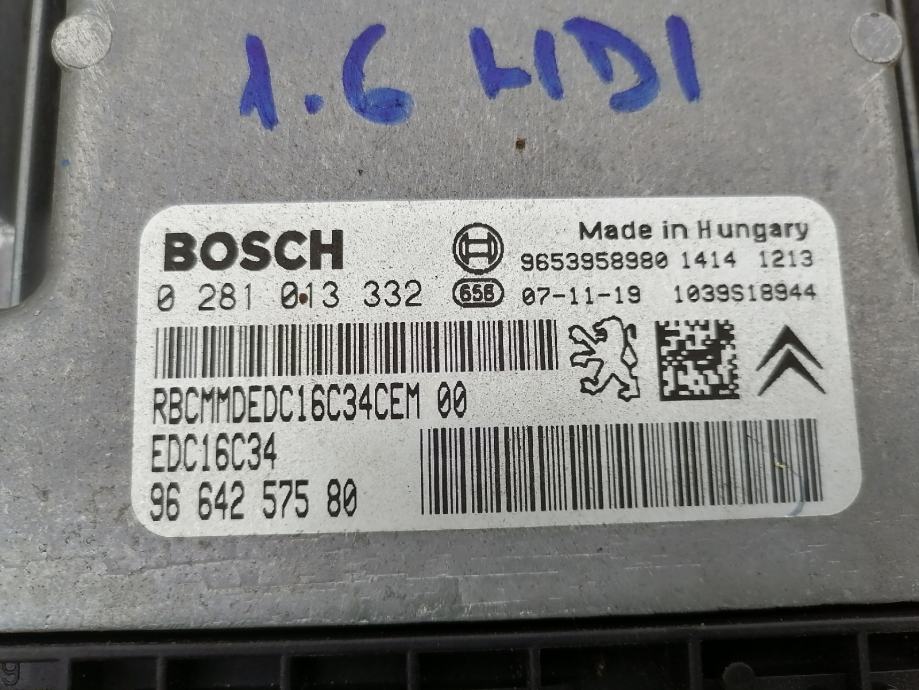 1.6 HDI
BOSCH
Made in Hungary
9653958980 1414 1213
0 281 013 332
65B 07-11-19 1039S18944
RBCMMDEDC16C34CEM 00
EDC16C34
96 642 575 80